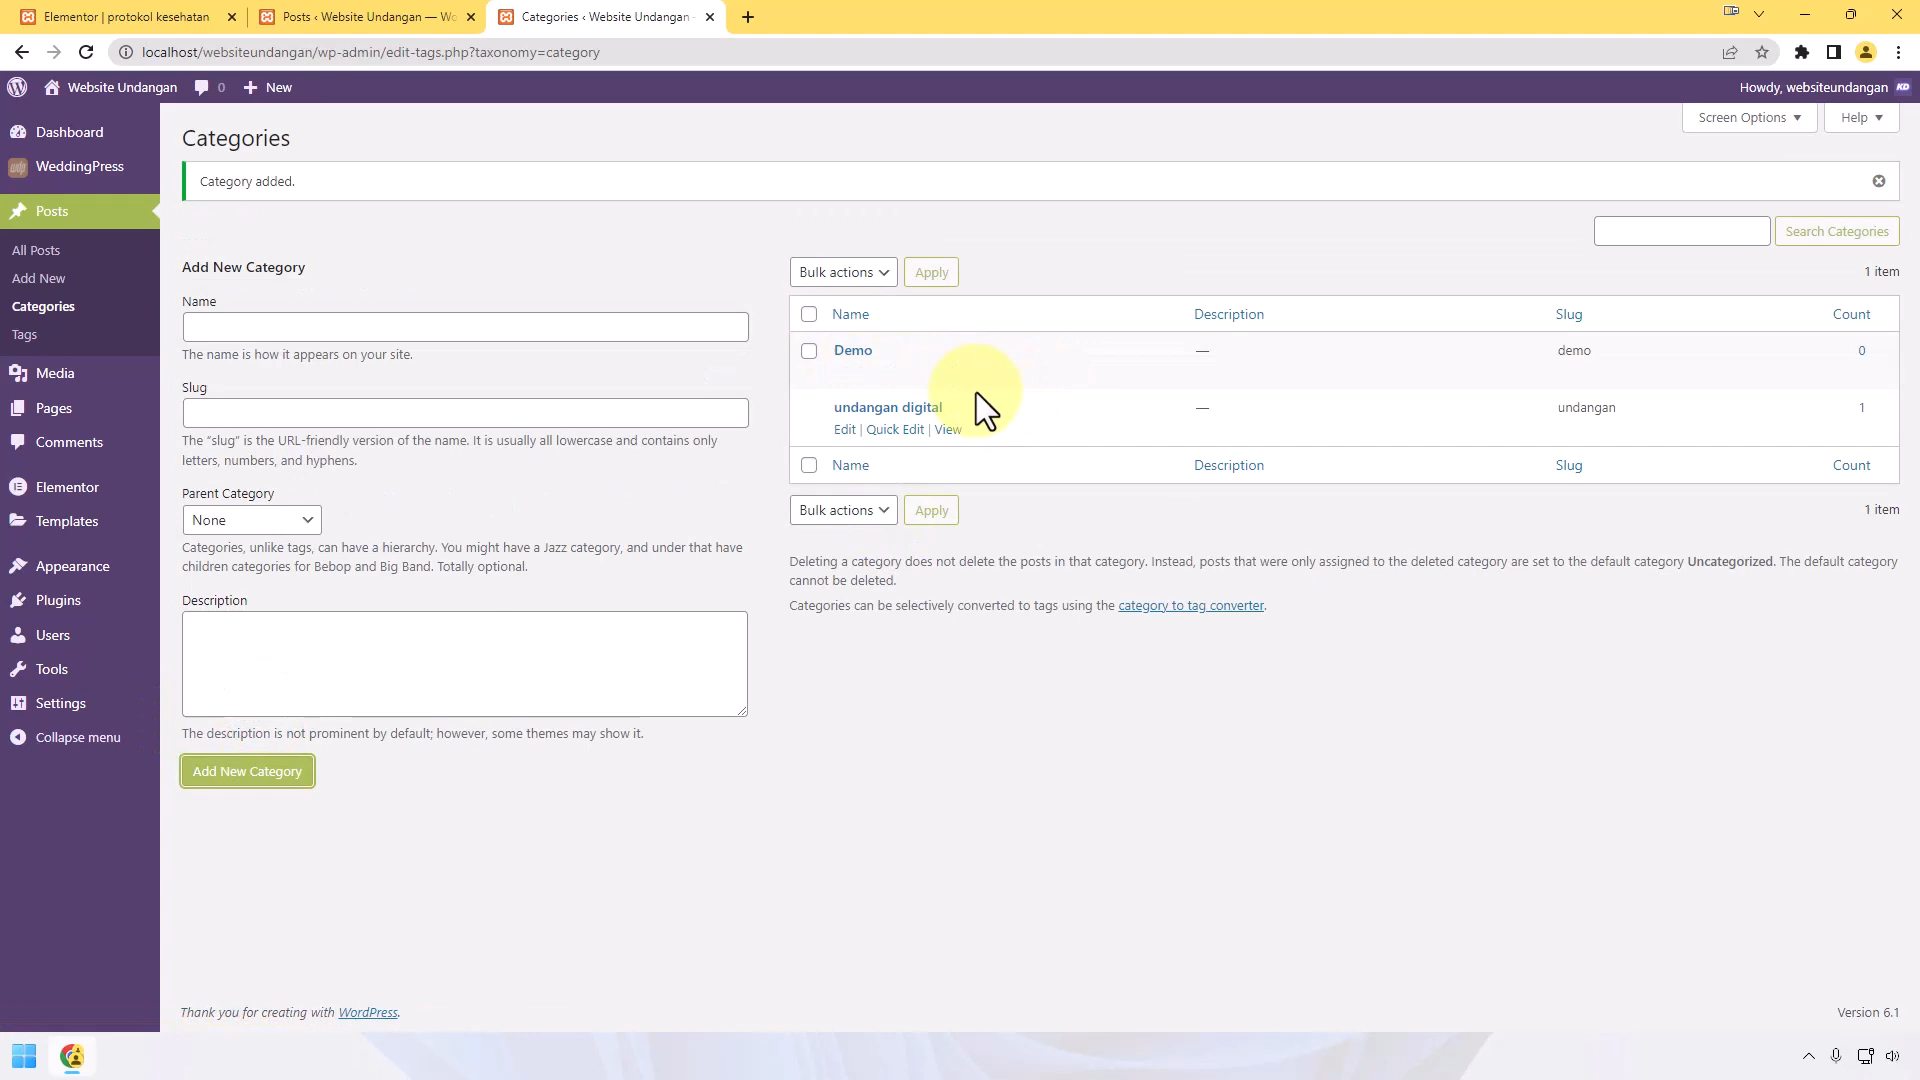 Elementor | protokol kesehatan
Posts ‹ Website Undangan — Wo
Categories ‹ Website Undangan -
localhost/websiteundangan/wp-admin/edit-tags.php?taxonomy=category
Website Undangan
0
New
Howdy, websiteundangan
KD
Dashboard
WeddingPress
Posts
All Posts
Add New
Categories
Tags
Media
Pages
Comments
Elementor
Templates
Appearance
Plugins
Users
Tools
Settings
Collapse menu
Screen Options
Help
Categories
Category added.
Search Categories
Add New Category
Name
The name is how it appears on your site.
Slug
The “slug” is the URL-friendly version of the name. It is usually all lowercase and contains only
letters, numbers, and hyphens.
Parent Category
None
Categories, unlike tags, can have a hierarchy. You might have a Jazz category, and under that have
children categories for Bebop and Big Band. Totally optional.
Description
The description is not prominent by default; however, some themes may show it.
Add New Category
Bulk actions
Apply
1 item
Name Description Slug Count
Demo — demo 0
undangan digital — undangan 1
Edit | Quick Edit | View
Name Description Slug Count
Bulk actions
Apply
1 item
Deleting a category does not delete the posts in that category. Instead, posts that were only assigned to the deleted category are set to the default category Uncategorized. The default category
cannot be deleted.
Categories can be selectively converted to tags using the category to tag converter.
Thank you for creating with WordPress.
Version 6.1